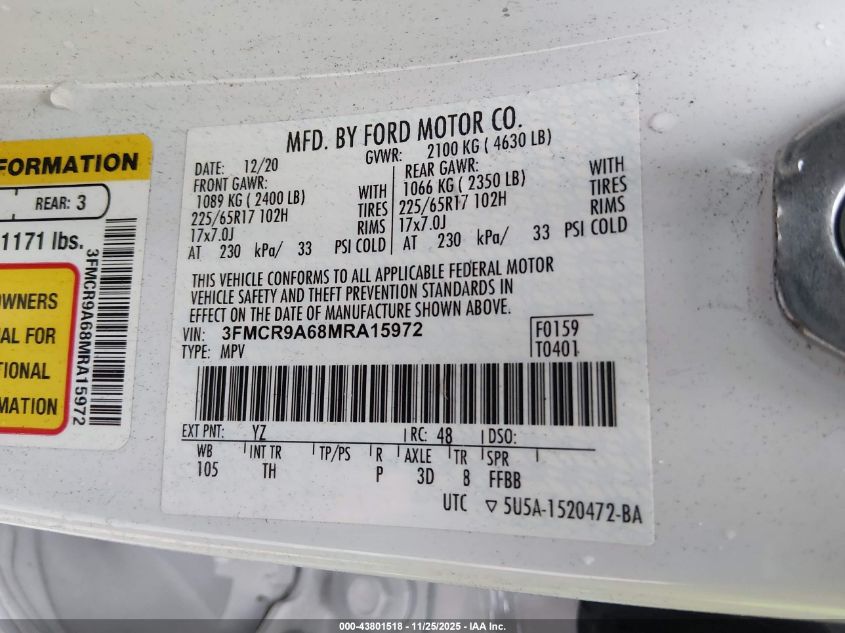 FORMATION
REAR: 3
1171 lbs.
OWNERS
FOR
MATION
3FMCR9A68MRA15972
MFD. BY FORD MOTOR CO.
DATE: 12/20 GVWR: 2100 KG ( 4630 LB)
FRONT GAWR: REAR GAWR:
1089 KG ( 2400 LB) WITH 1066 KG ( 2350 LB) WITH
225/65R17 102H TIRES 225/65R17 102H TIRES
17x7.0J RIMS 17x7.0J RIMS
AT 230 kPa/ 33 PSI COLD AT 230 kPa/ 33 PSI COLD
THIS VEHICLE CONFORMS TO ALL APPLICABLE FEDERAL MOTOR
VEHICLE SAFETY AND THEFT PREVENTION STANDARDS IN
EFFECT ON THE DATE OF MANUFACTURE SHOWN ABOVE.
VIN: 3FMCR9A68MRA15972 F0159
TYPE: MPV T0401
EXT PNT: YZ RC: 48 DSO:
WB INT TR TP/PS R AXLE TR SPR
105 TH P 3D 8 FFBB
UTC ▽ 5U5A-1520472-BA
000-43801518 - 11/25/2025 - IAA Inc.